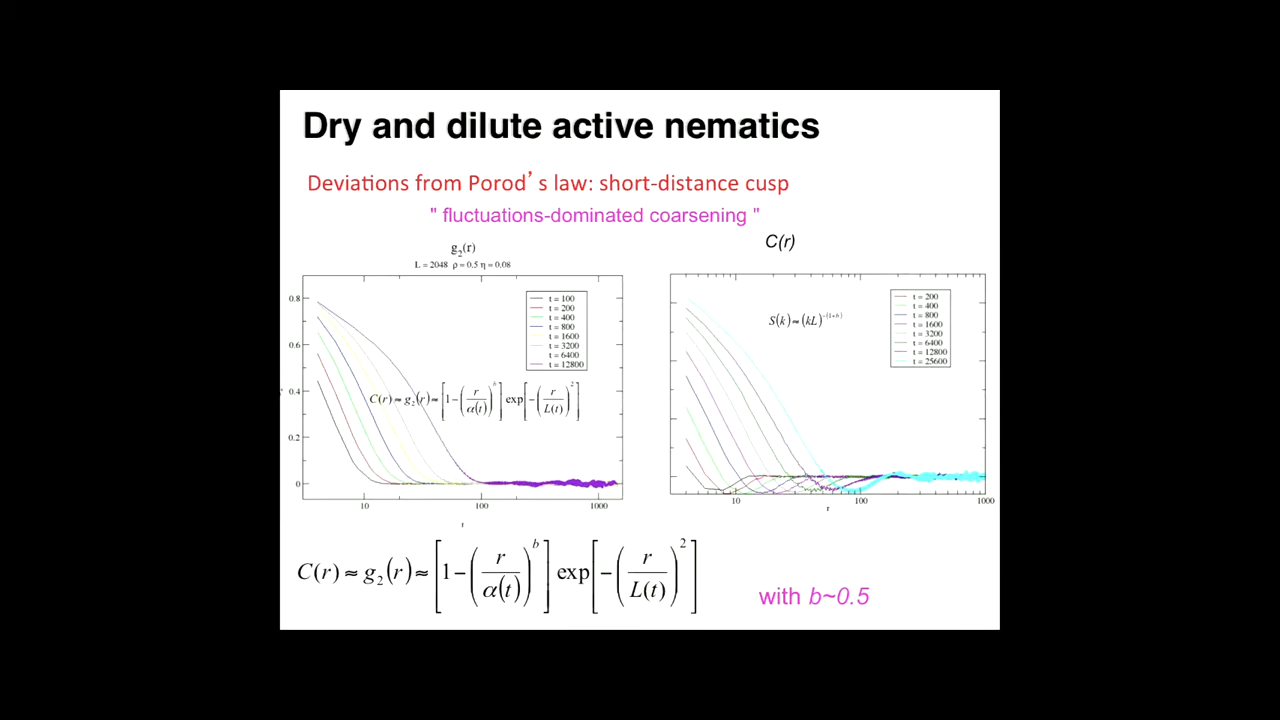 Dry and dilute active nematics
Deviations from Porod's law: short-distance cusp
" fluctuations-dominated coarsening "
g₂(r)
L = 2048 ρ = 0.5 η = 0.08
0.8
0.6
0.4
0.2
0
10
100
1000
r
t = 100
t = 200
t = 400
t = 800
t = 1600
t = 3200
t = 6400
t = 12800
C(r) ≈ g₂(r) ≈ [1 − (r/α(t))^b] exp[−(r/L(t))²]
C(r)
S(k) ≈ (kL)^−(1+b)
t = 200
t = 400
t = 800
t = 1600
t = 3200
t = 6400
t = 12800
t = 25600
10
100
1000
r
C(r) ≈ g₂(r) ≈ [1 − (r/α(t))^b] exp[−(r/L(t))²]
with b~0.5